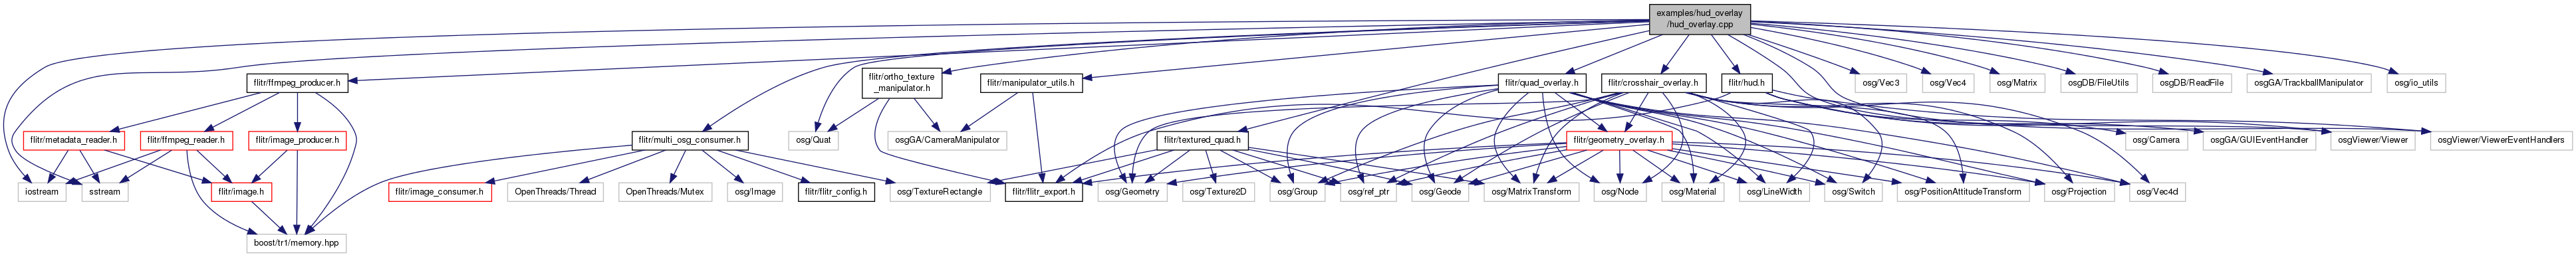 examples/hud_overlay
/hud_overlay.cpp
flitr/ffmpeg_producer.h
flitr/ortho_texture
_manipulator.h
flitr/manipulator_utils.h
flitr/quad_overlay.h
flitr/crosshair_overlay.h
flitr/hud.h
osg/Vec3
osg/Vec4
osg/Matrix
osgDB/FileUtils
osgDB/ReadFile
osgGA/TrackballManipulator
osg/io_utils
flitr/metadata_reader.h
flitr/ffmpeg_reader.h
flitr/image_producer.h
flitr/multi_osg_consumer.h
osg/Quat
osgGA/CameraManipulator
flitr/textured_quad.h
flitr/geometry_overlay.h
osg/Camera
osgGA/GUIEventHandler
osgViewer/Viewer
osgViewer/ViewerEventHandlers
iostream
sstream
flitr/image.h
flitr/image_consumer.h
OpenThreads/Thread
OpenThreads/Mutex
osg/Image
flitr/flitr_config.h
osg/TextureRectangle
flitr/flitr_export.h
osg/Geometry
osg/Texture2D
osg/Group
osg/ref_ptr
osg/Geode
osg/MatrixTransform
osg/Node
osg/Material
osg/LineWidth
osg/Switch
osg/PositionAttitudeTransform
osg/Projection
osg/Vec4d
boost/tr1/memory.hpp